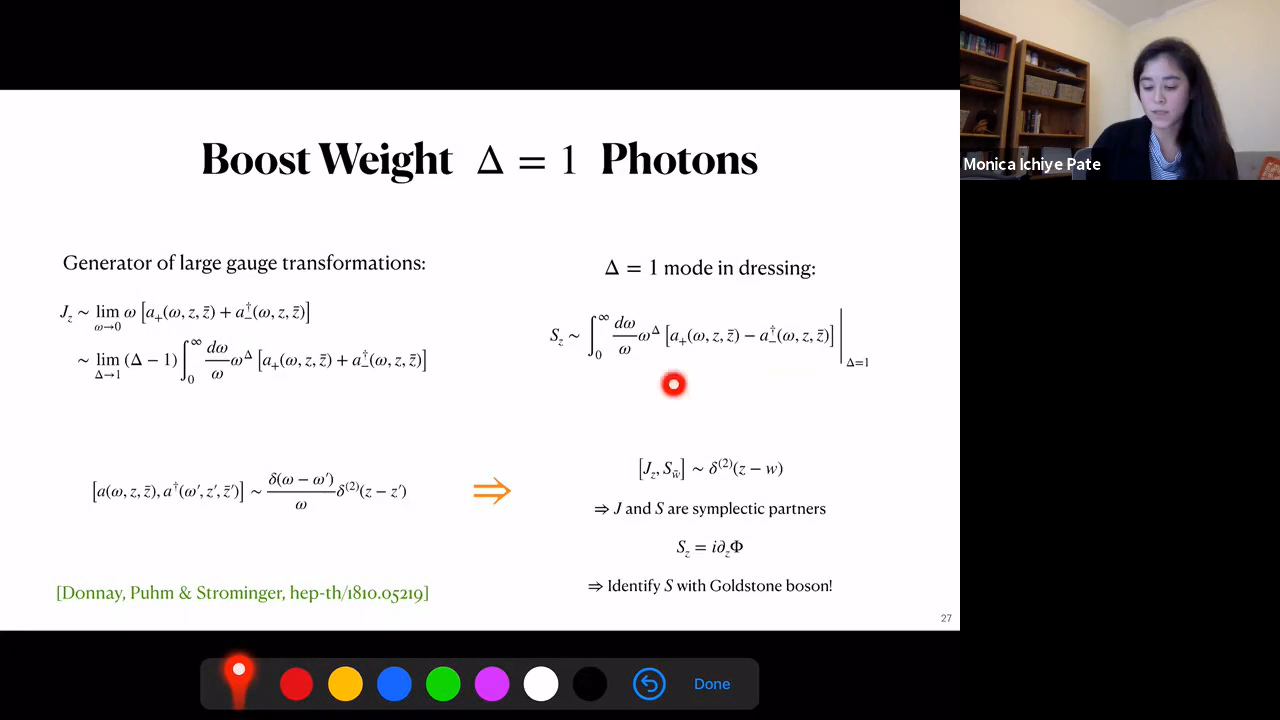 Boost Weight Δ = 1 Photons
Generator of large gauge transformations:
J_z ∼ lim_{ω→0} ω [a_+(ω, z, z̄) + a_−^†(ω, z, z̄)]
∼ lim_{Δ→1} (Δ − 1) ∫_0^∞ dω/ω ω^Δ [a_+(ω, z, z̄) + a_−^†(ω, z, z̄)]
[a(ω, z, z̄), a^†(ω′, z′, z̄′)] ∼ δ(ω − ω′)/ω δ^(2)(z − z′)
⇒
[Donnay, Puhm & Strominger, hep-th/1810.05219]
Δ = 1 mode in dressing:
S_z ∼ ∫_0^∞ dω/ω ω^Δ [a_+(ω, z, z̄) − a_−^†(ω, z, z̄)] |_{Δ=1}
[J_z, S_w̄] ∼ δ^(2)(z − w)
⇒ J and S are symplectic partners
S_z = i∂_zΦ
⇒ Identify S with Goldstone boson!
27
Monica Ichiye Pate
Done